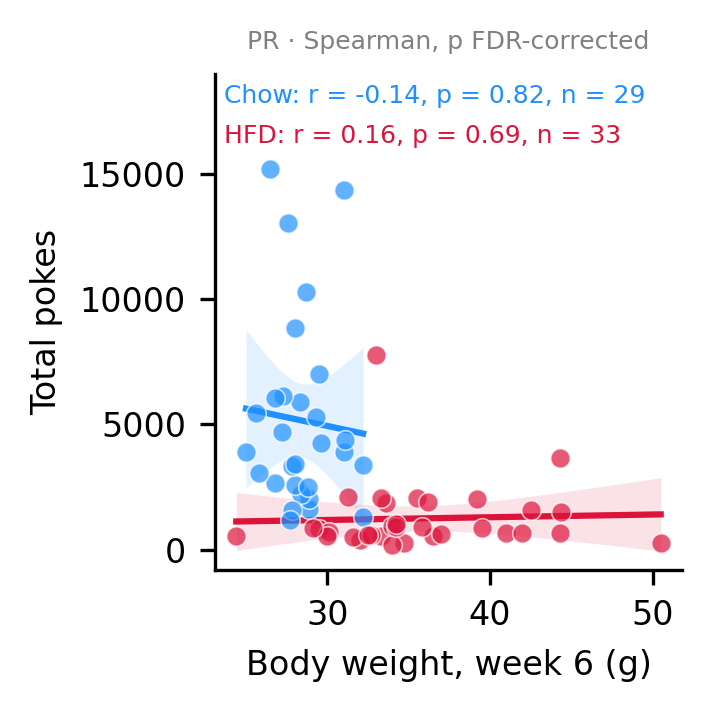 PR · Spearman, p FDR-corrected
Chow: r = -0.14, p = 0.82, n = 29
HFD: r = 0.16, p = 0.69, n = 33
15000
10000
5000
0
Total pokes
30
40
50
Body weight, week 6 (g)